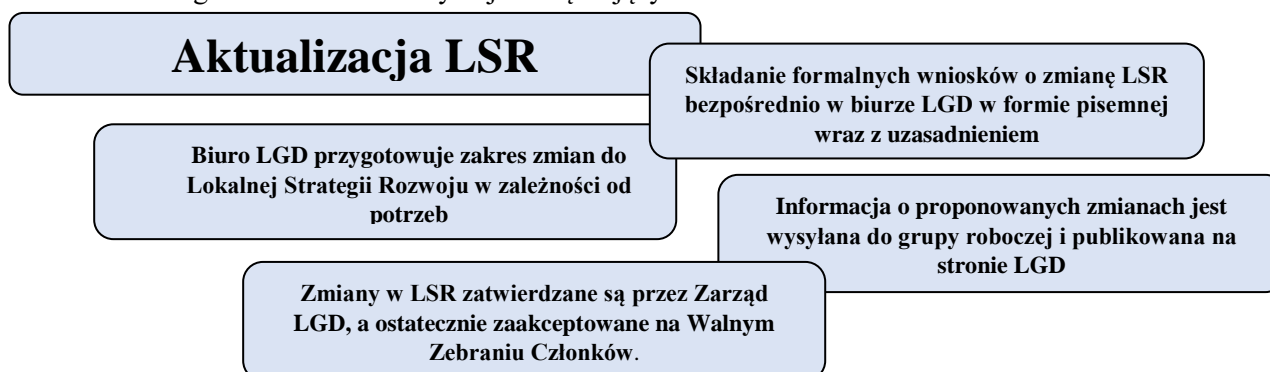 Aktualizacja LSR
Składanie formalnych wniosków o zmianę LSR
bezpośrednio w biurze LGD w formie pisemnej
wraz z uzasadnieniem
Biuro LGD przygotowuje zakres zmian do
Lokalnej Strategii Rozwoju w zależności od
potrzeb
Informacja o proponowanych zmianach jest
wysyłana do grupy roboczej i publikowana na
stronie LGD
Zmiany w LSR zatwierdzane są przez Zarząd
LGD, a ostatecznie zaakceptowane na Walnym
Zebraniu Członków.